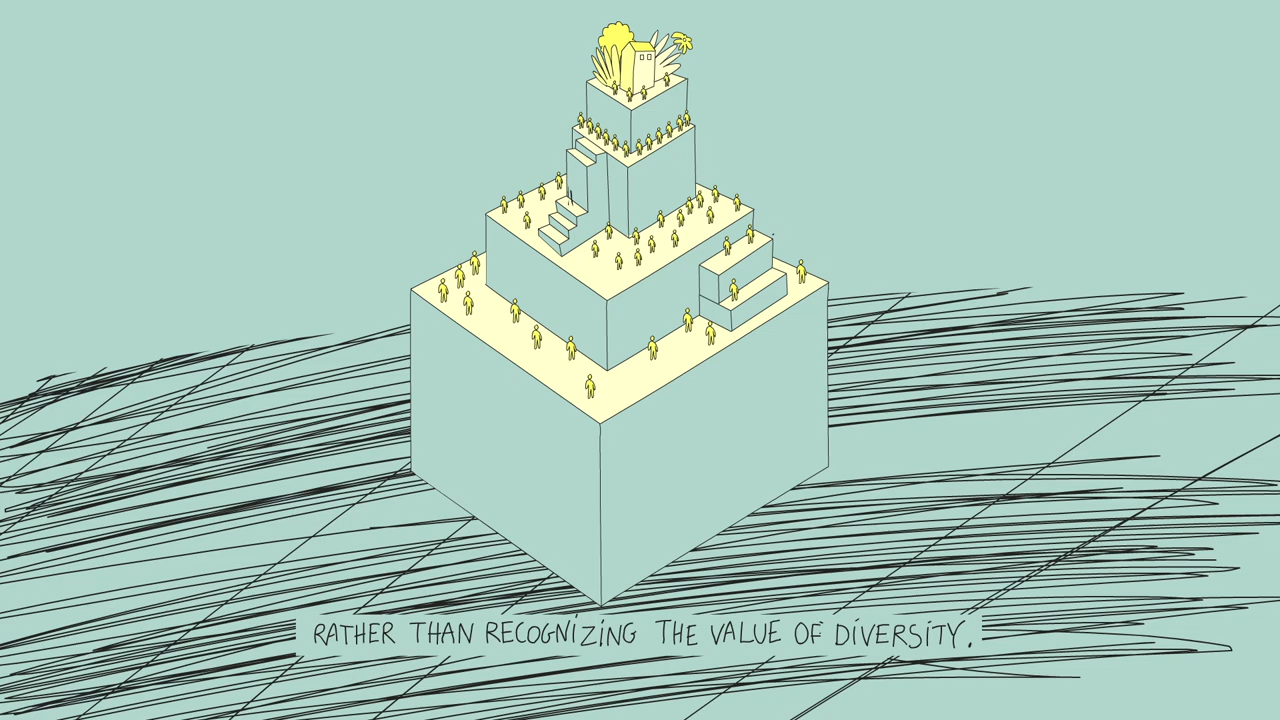 RATHER THAN RECOGNIZING THE VALUE OF DIVERSITY.